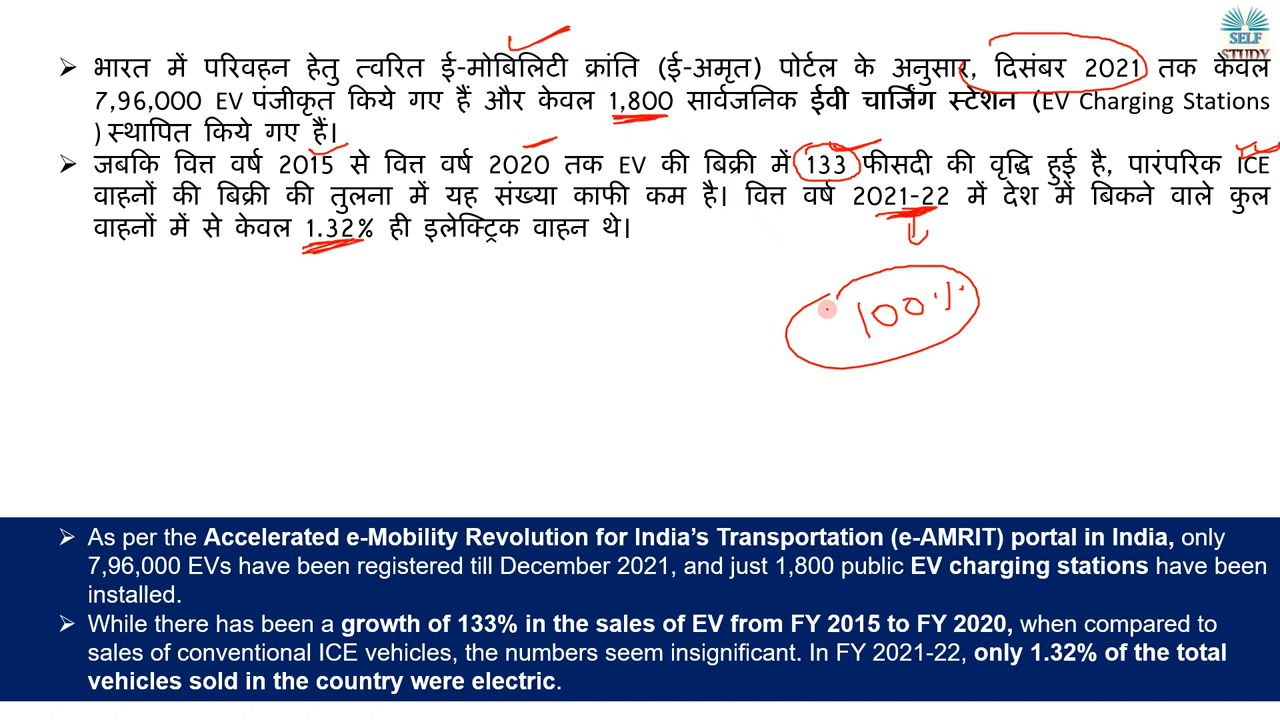 SELF
STUDY
➢ भारत में परिवहन हेतु त्वरित ई-मोबिलिटी क्रांति (ई-अमृत) पोर्टल के अनुसार, दिसंबर 2021 तक केवल
7,96,000 EV पंजीकृत किये गए हैं और केवल 1,800 सार्वजनिक ईवी चार्जिंग स्टेशन (EV Charging Stations
) स्थापित किये गए हैं।
➢ जबकि वित्त वर्ष 2015 से वित्त वर्ष 2020 तक EV की बिक्री में 133 फीसदी की वृद्धि हुई है, पारंपरिक ICE
वाहनों की बिक्री की तुलना में यह संख्या काफी कम है। वित्त वर्ष 2021-22 में देश में बिकने वाले कुल
वाहनों में से केवल 1.32% ही इलेक्ट्रिक वाहन थे।
100%
➢ As per the Accelerated e-Mobility Revolution for India’s Transportation (e-AMRIT) portal in India, only
7,96,000 EVs have been registered till December 2021, and just 1,800 public EV charging stations have been
installed.
➢ While there has been a growth of 133% in the sales of EV from FY 2015 to FY 2020, when compared to
sales of conventional ICE vehicles, the numbers seem insignificant. In FY 2021-22, only 1.32% of the total
vehicles sold in the country were electric.